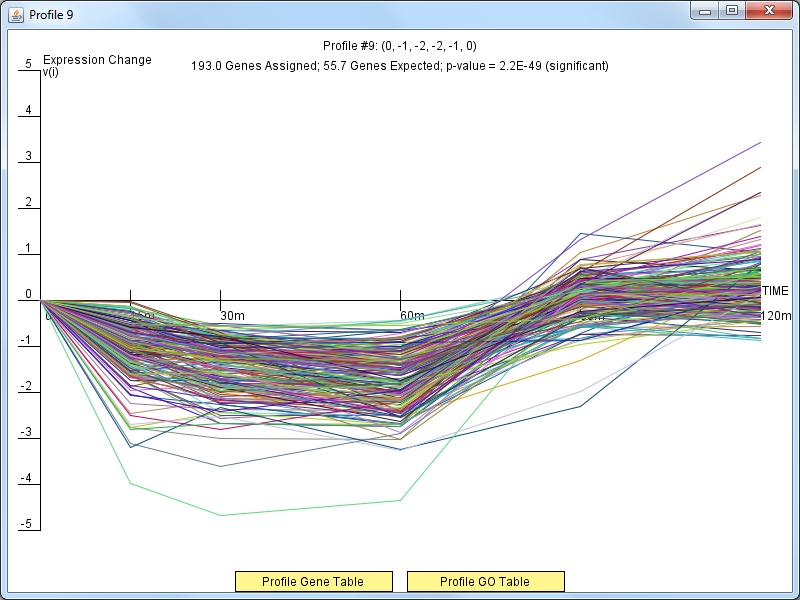 Profile 9
Profile #9: (0, -1, -2, -2, -1, 0)
193.0 Genes Assigned; 55.7 Genes Expected; p-value = 2.2E-49 (significant)
Expression Change
v(i)
5
4
3
2
1
0
-1
-2
-3
-4
-5
30m
60m
TIME
120m
Profile Gene Table
Profile GO Table